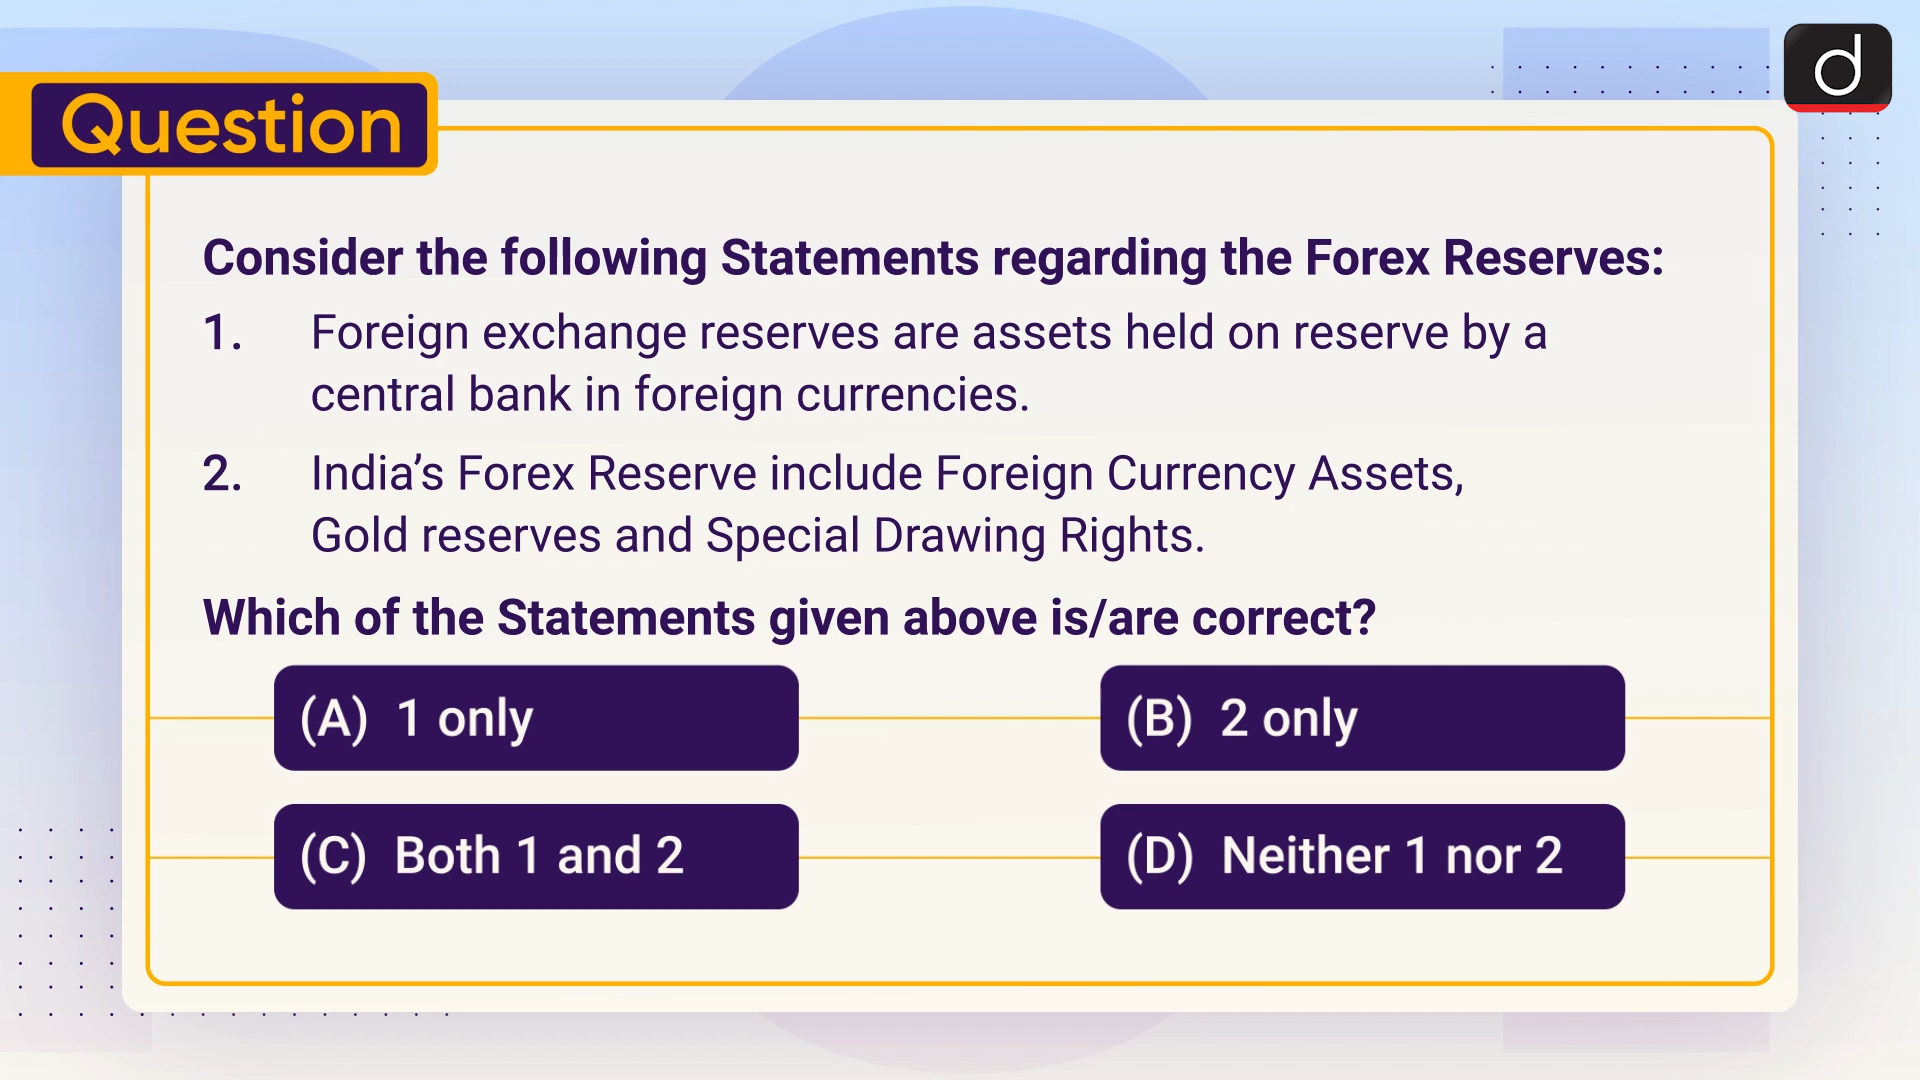 d
Question
Consider the following Statements regarding the Forex Reserves:
1. Foreign exchange reserves are assets held on reserve by a
central bank in foreign currencies.
2. India’s Forex Reserve include Foreign Currency Assets,
Gold reserves and Special Drawing Rights.
Which of the Statements given above is/are correct?
(A) 1 only
(B) 2 only
(C) Both 1 and 2
(D) Neither 1 nor 2